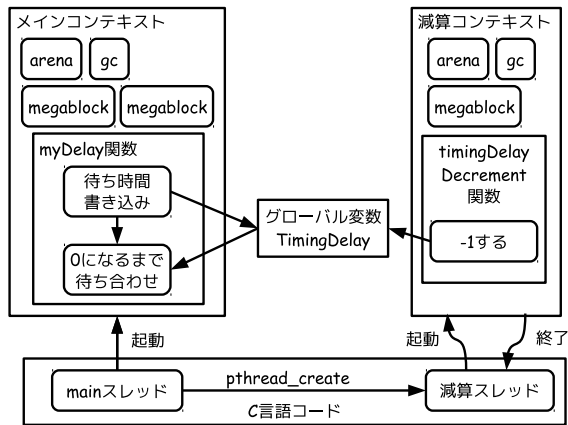 メインコンテキスト
arena
gc
megablock
megablock
myDelay関数
待ち時間
書き込み
0になるまで
待ち合わせ
グローバル変数
TimingDelay
減算コンテキスト
arena
gc
megablock
timingDelay
Decrement
関数
-1する
起動
起動
終了
mainスレッド
pthread_create
減算スレッド
C言語コード